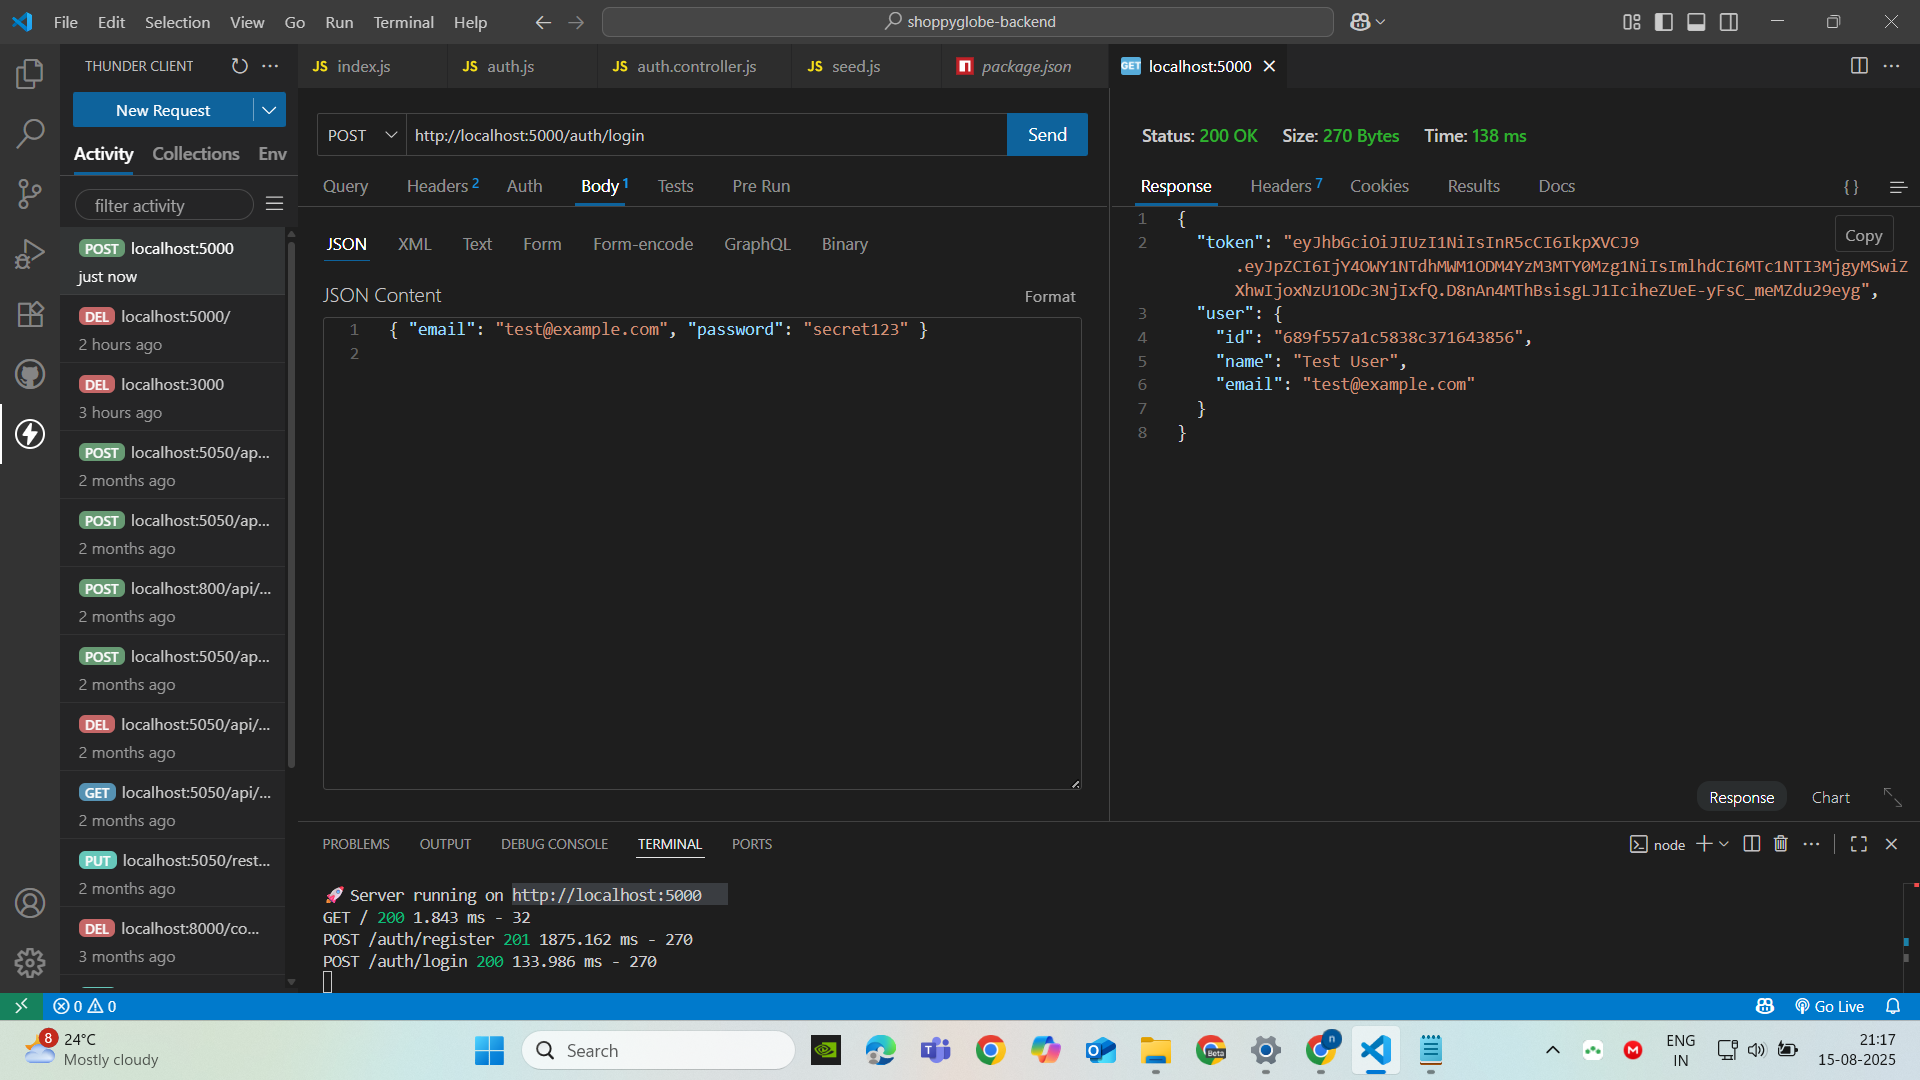 File Edit Selection View Go Run Terminal Help
shoppyglobe-backend
THUNDER CLIENT
New Request
Activity Collections Env
filter activity
POST localhost:5000
just now
DEL localhost:5000/
2 hours ago
DEL localhost:3000
3 hours ago
POST localhost:5050/ap...
2 months ago
POST localhost:5050/ap...
2 months ago
POST localhost:800/api/...
2 months ago
POST localhost:5050/ap...
2 months ago
DEL localhost:5050/api/...
2 months ago
GET localhost:5050/api/...
2 months ago
PUT localhost:5050/rest...
2 months ago
DEL localhost:8000/co...
3 months ago
JS index.js JS auth.js JS auth.controller.js JS seed.js package.json GET localhost:5000
POST http://localhost:5000/auth/login Send
Query Headers 2 Auth Body 1 Tests Pre Run
JSON XML Text Form Form-encode GraphQL Binary
JSON Content Format
1 { "email": "test@example.com", "password": "secret123" }
2
Status: 200 OK Size: 270 Bytes Time: 138 ms
Response Headers 7 Cookies Results Docs { }
Copy
1 {
2 "token": "eyJhbGciOiJIUzI1NiIsInR5cCI6IkpXVCJ9
.eyJpZCI6IjY4OWY1NTdhMWM1ODM4YzM3MTY0Mzg1NiIsImlhdCI6MTc1NTI3MjgyMSwiZ
XhwIjoxNzU1ODc3NjIxfQ.D8nAn4MThBsisgLJ1IciheZUeE-yFsC_meMZdu29eyg",
3 "user": {
4 "id": "689f557a1c5838c371643856",
5 "name": "Test User",
6 "email": "test@example.com"
7 }
8 }
Response Chart
PROBLEMS OUTPUT DEBUG CONSOLE TERMINAL PORTS
node
🚀 Server running on http://localhost:5000
GET / 200 1.843 ms - 32
POST /auth/register 201 1875.162 ms - 270
POST /auth/login 200 133.986 ms - 270
0 0
Go Live
8
24°C
Mostly cloudy
Search
Beta
n
ENG
IN
21:17
15-08-2025